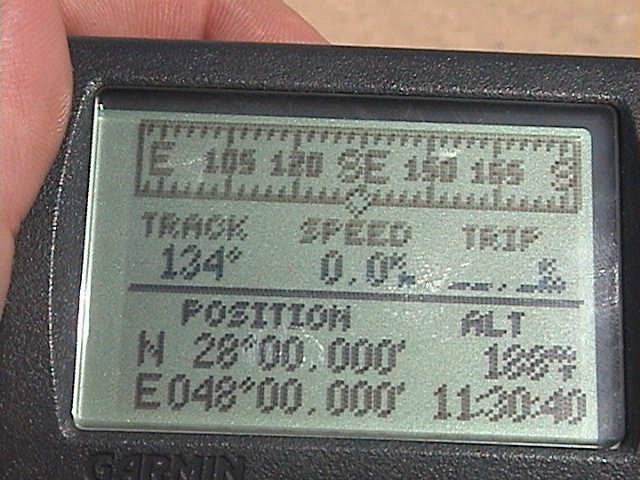 E 105 120 SE 150 165 S
TRACK SPEED TRIP
134° 0.0
POSITION ALT
N 28°00.000'
E048°00.000' 11:30:40
GARMIN